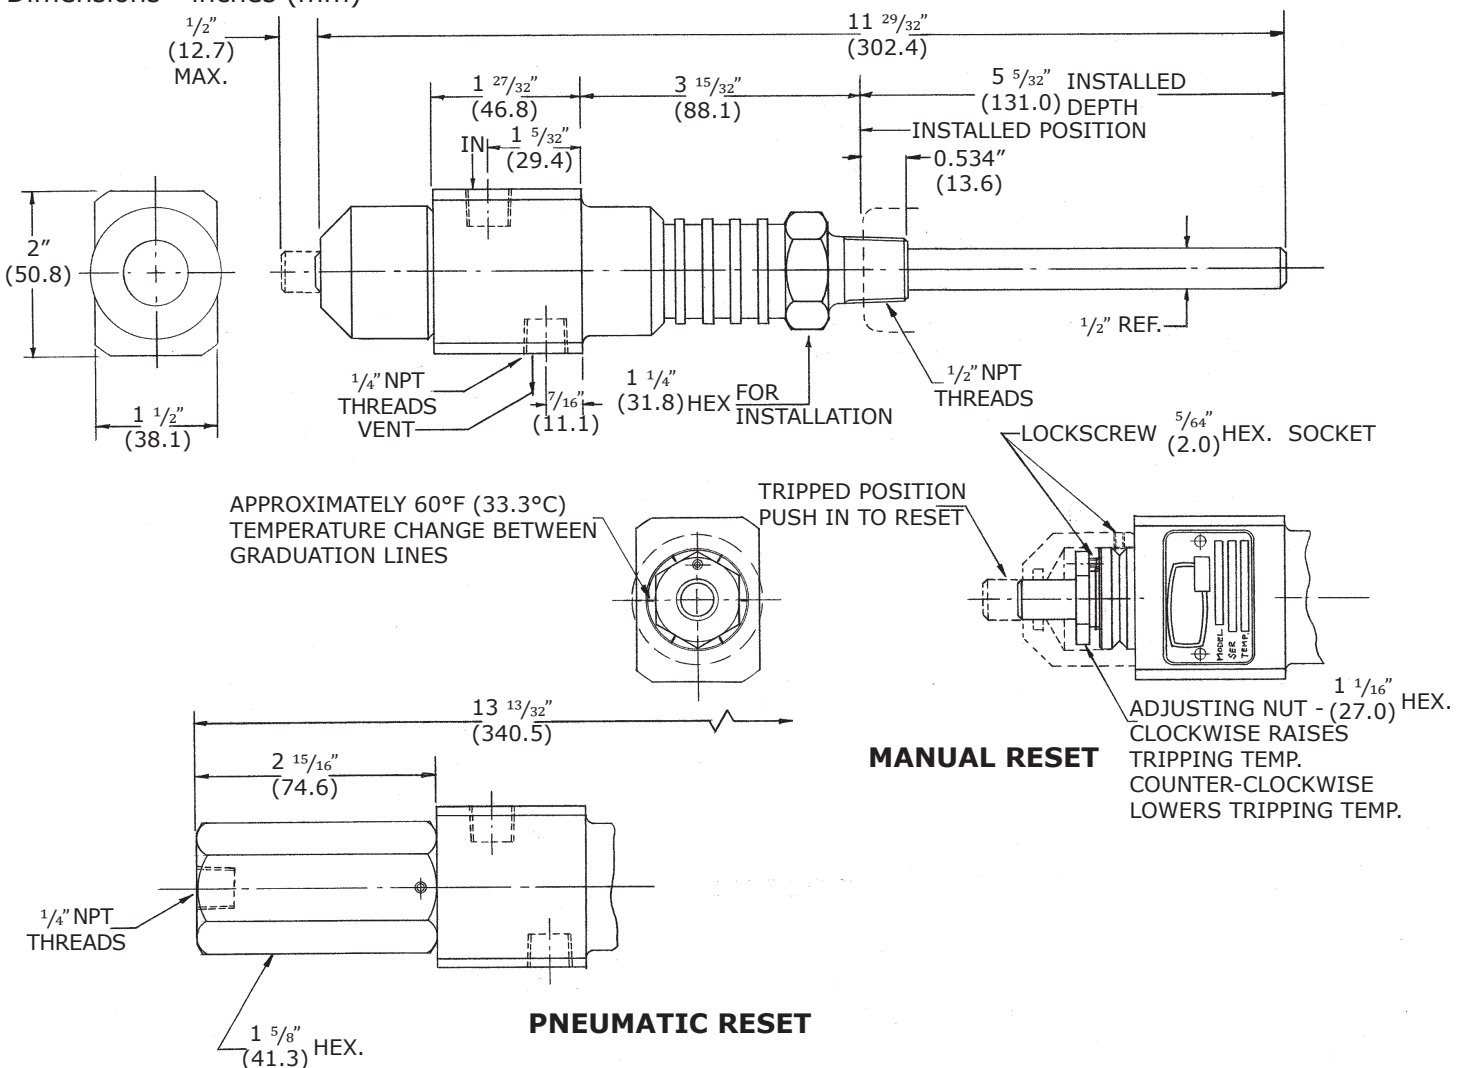 Dimensions - inches (mm)
1/2"
(12.7)
MAX.
11 29/32"
(302.4)
1 27/32"
(46.8)
3 15/32"
(88.1)
5 5/32" INSTALLED
(131.0) DEPTH
INSTALLED POSITION
IN
1 5/32"
(29.4)
0.534"
(13.6)
2"
(50.8)
1 1/2"
(38.1)
1/4" NPT
THREADS
VENT
7/16"
(11.1)
1 1/4"
(31.8) HEX FOR
INSTALLATION
1/2" REF.
1/2" NPT
THREADS
LOCKSCREW 5/64" HEX. SOCKET
(2.0)
APPROXIMATELY 60°F (33.3°C)
TEMPERATURE CHANGE BETWEEN
GRADUATION LINES
TRIPPED POSITION
PUSH IN TO RESET
MODEL
SER
TEMP.
ADJUSTING NUT - 1 1/16" HEX.
(27.0)
CLOCKWISE RAISES
TRIPPING TEMP.
COUNTER-CLOCKWISE
LOWERS TRIPPING TEMP.
MANUAL RESET
13 13/32"
(340.5)
2 15/16"
(74.6)
1/4" NPT
THREADS
1 5/8" HEX.
(41.3)
PNEUMATIC RESET